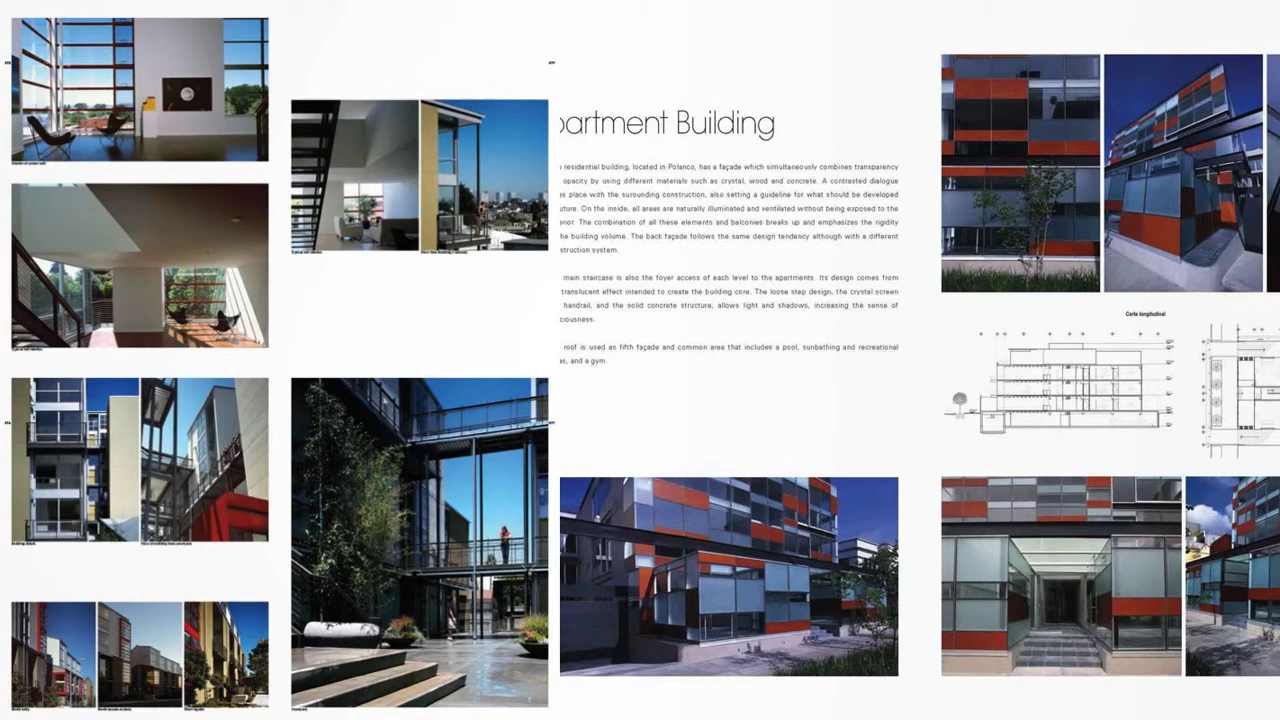 partment Building
residential building, located in Polanco, has a façade which simultaneously combines transparency
opacity by using different materials such as crystal, wood and concrete. A contrasted dialogue
es place with the surounding construction, also setting a guideline for what should be developed
uture. On the inside, all areas are naturally illuminated and ventilated without being exposed to the
erior. The combination of all these elements and balconies breaks up and emphasizes the rigidity
he building volume. The back façade follows the same design tendency although with a different
struction system.
main staircase is also the foyer access of each level to the apartments. Its design comes from
translucent effect intended to create the building core. The loose step design, the crystal screen
handrail, and the solid concrete structure, allows light and shadows, increasing the sense of
ciousness.
roof is used as fifth façade and common area that includes a pool, sunbathing and recreational
as, and a gym.
Corte longitudinal